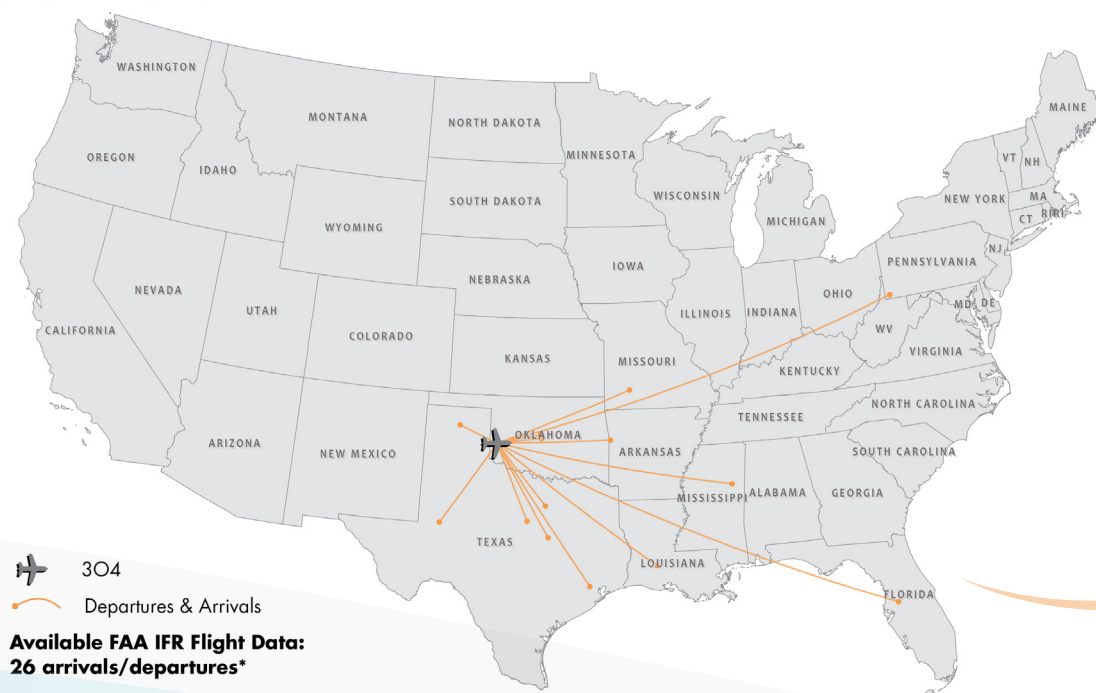 WASHINGTON
MAINE
MONTANA
NORTH DAKOTA
MINNESOTA
OREGON
IDAHO
VT
NH
WISCONSIN
SOUTH DAKOTA
MA
NEW YORK
MICHIGAN
CT
RIRI
WYOMING
NJ
PENNSYLVANIA
IOWA
NEBRASKA
NEVADA
OHIO
MD
DE
UTAH
ILLINOIS
INDIANA
WV
CALIFORNIA
COLORADO
VIRGINIA
KANSAS
MISSOURI
KENTUCKY
NORTH CAROLINA
TENNESSEE
OKLAHOMA
ARIZONA
NEW MEXICO
ARKANSAS
SOUTH CAROLINA
MISSISSIPPI
ALABAMA
GEORGIA
TEXAS
LOUISIANA
FLORIDA
304
Departures & Arrivals
Available FAA IFR Flight Data:
26 arrivals/departures*